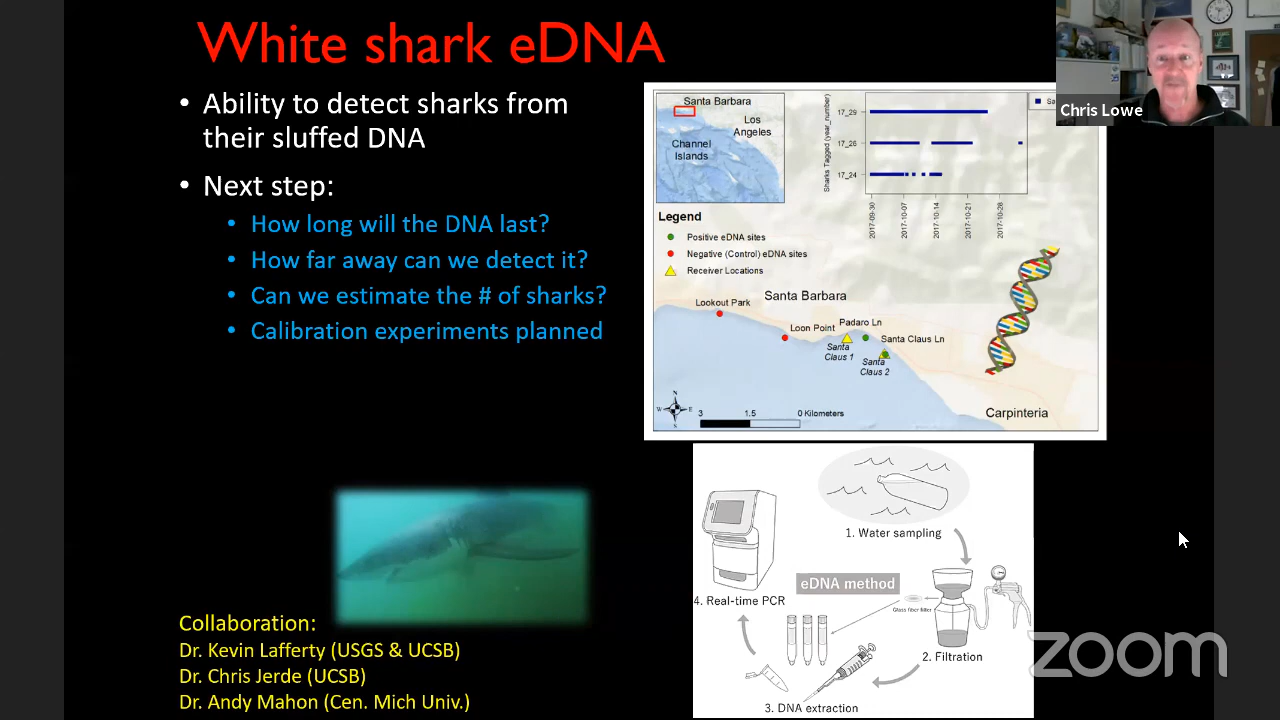 White shark eDNA
• Ability to detect sharks from
their sluffed DNA
• Next step:
• How long will the DNA last?
• How far away can we detect it?
• Can we estimate the # of sharks?
• Calibration experiments planned
Collaboration:
Dr. Kevin Lafferty (USGS & UCSB)
Dr. Chris Jerde (UCSB)
Dr. Andy Mahon (Cen. Mich Univ.)
Santa Barbara
Los
Angeles
Channel
Islands
Sharks Tagged (year_number)
17_29
17_26
17_24
2017-09-30
2017-10-07
2017-10-14
2017-10-21
2017-10-28
Sa
Legend
Positive eDNA sites
Negative (Control) eDNA sites
Receiver Locations
Santa Barbara
Lookout Park
Loon Point
Padaro Ln
Santa Claus Ln
Santa
Claus 1
Santa
Claus 2
Carpinteria
N
W
E
S
3 1.5 0 Kilometers
1. Water sampling
eDNA method
4. Real-time PCR
Glass fiber filter
2. Filtration
3. DNA extraction
Chris Lowe
zoom